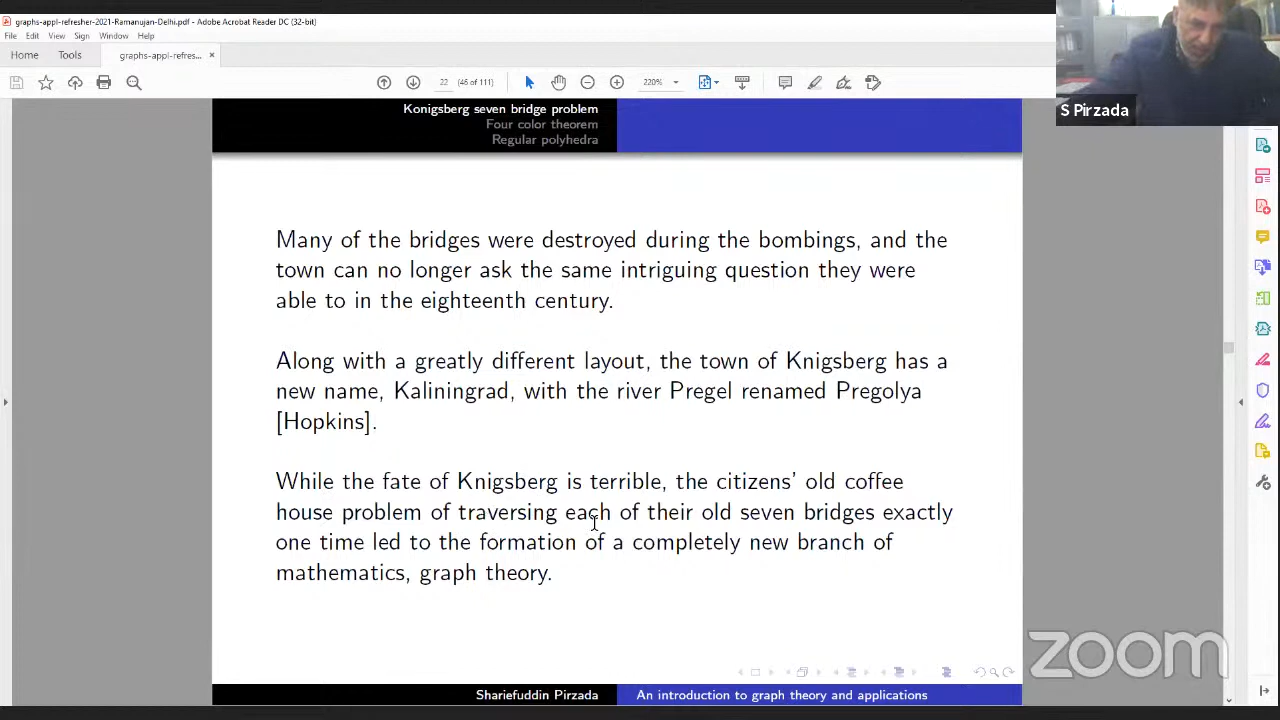 graphs-appl-refresher-2021-Ramanujan-Delhi.pdf - Adobe Acrobat Reader DC (32-bit)
File Edit View Sign Window Help
Home Tools graphs-appl-refres... ×
22 (46 of 111) 220%
S Pirzada
Konigsberg seven bridge problem
Four color theorem
Regular polyhedra
Many of the bridges were destroyed during the bombings, and the
town can no longer ask the same intriguing question they were
able to in the eighteenth century.
Along with a greatly different layout, the town of Knigsberg has a
new name, Kaliningrad, with the river Pregel renamed Pregolya
[Hopkins].
While the fate of Knigsberg is terrible, the citizens' old coffee
house problem of traversing each of their old seven bridges exactly
one time led to the formation of a completely new branch of
mathematics, graph theory.
zoom
Shariefuddin Pirzada An introduction to graph theory and applications